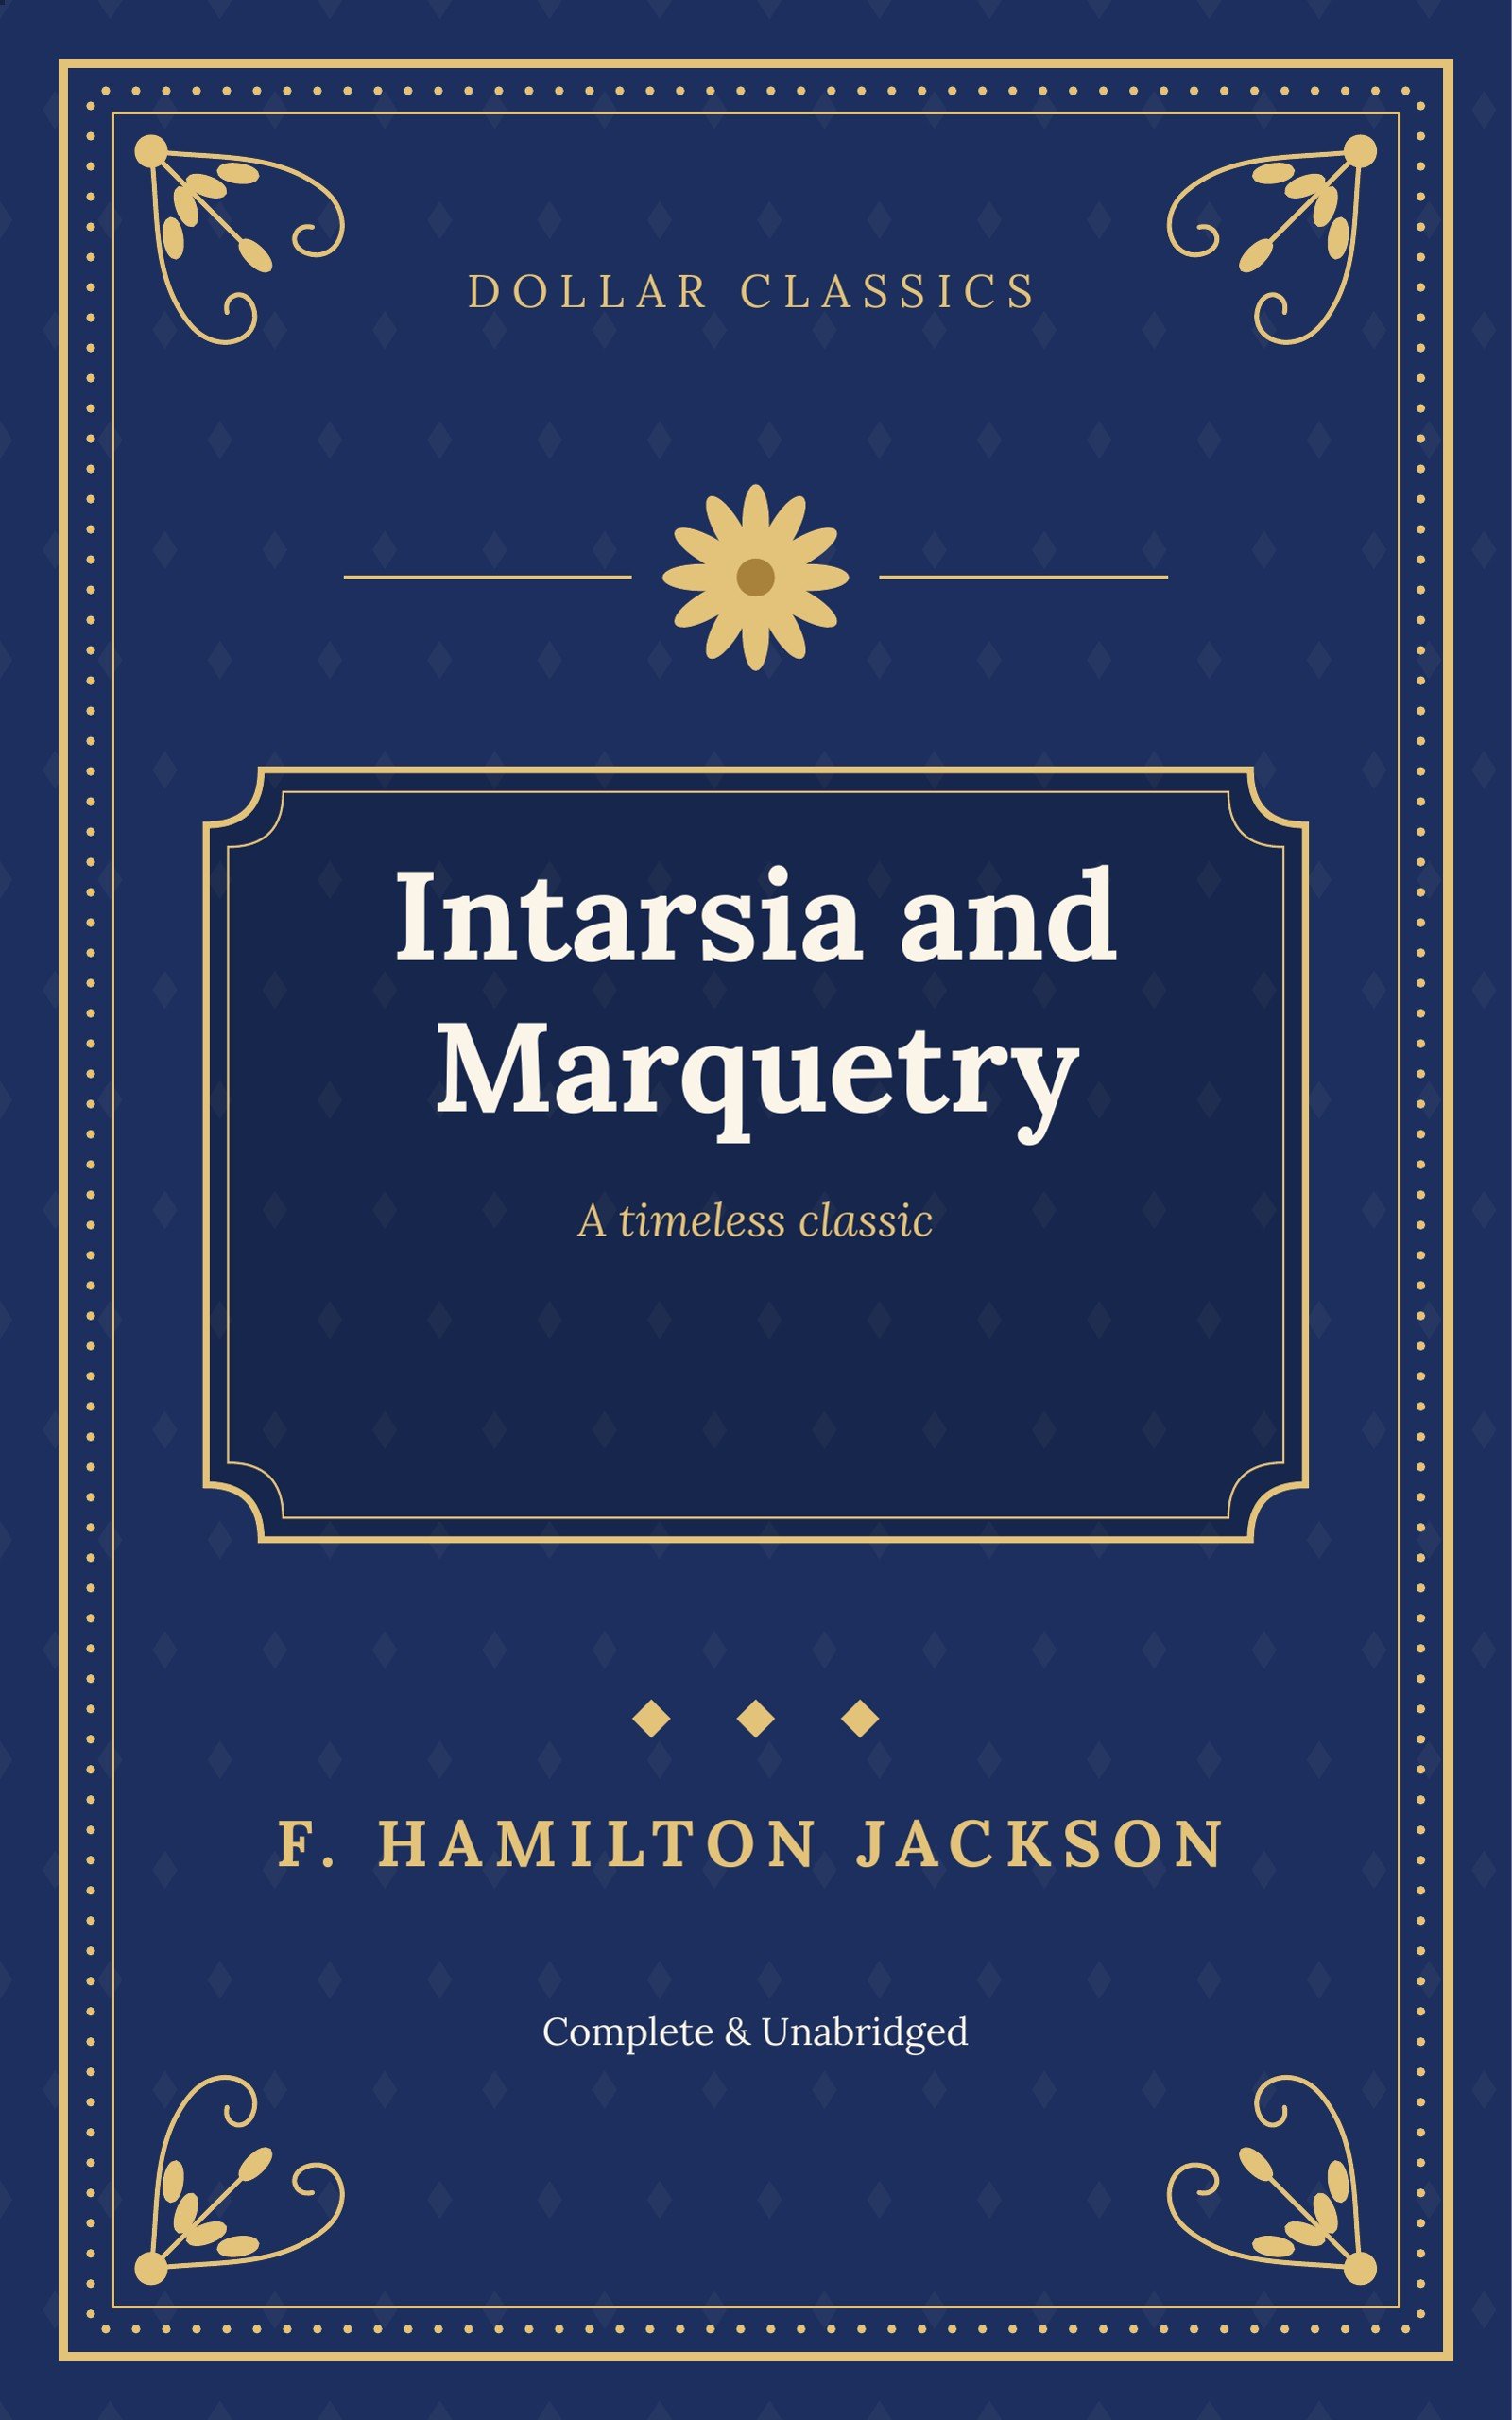 DOLLAR CLASSICS
Intarsia and
Marquetry
A timeless classic
F. HAMILTON JACKSON
Complete & Unabridged